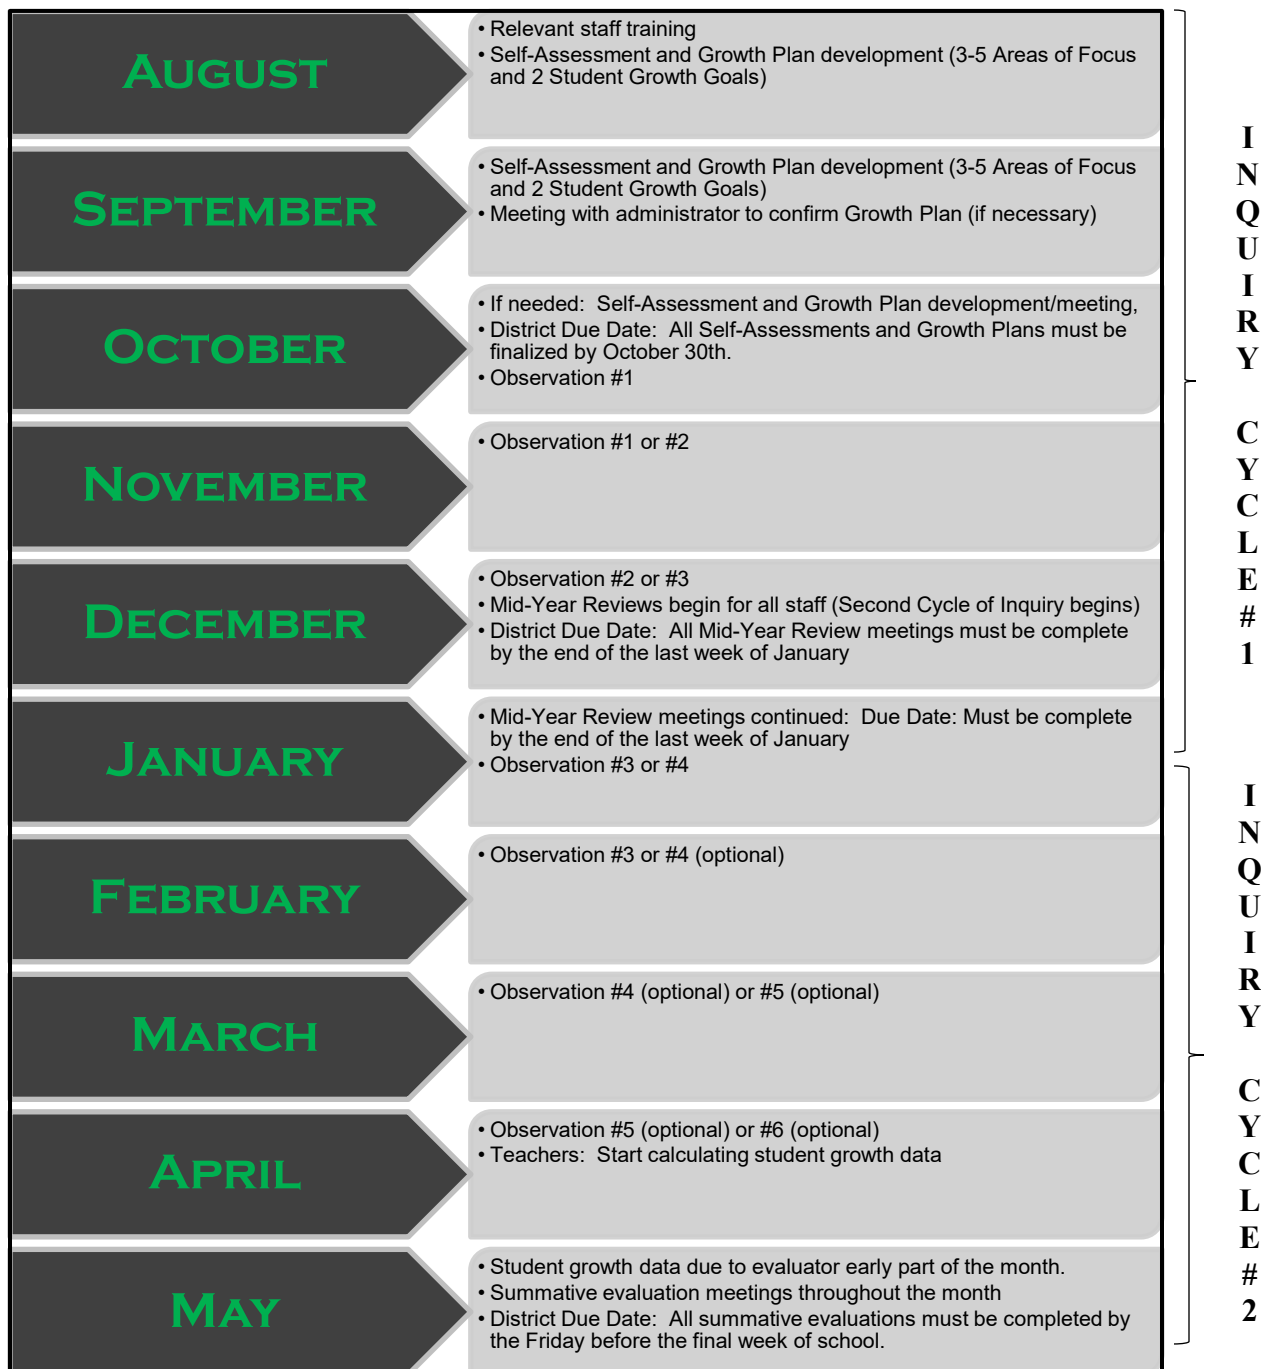 AUGUST
• Relevant staff training
• Self-Assessment and Growth Plan development (3-5 Areas of Focus
and 2 Student Growth Goals)
SEPTEMBER
• Self-Assessment and Growth Plan development (3-5 Areas of Focus
and 2 Student Growth Goals)
• Meeting with administrator to confirm Growth Plan (if necessary)
OCTOBER
• If needed: Self-Assessment and Growth Plan development/meeting,
• District Due Date: All Self-Assessments and Growth Plans must be
finalized by October 30th.
• Observation #1
NOVEMBER
• Observation #1 or #2
DECEMBER
• Observation #2 or #3
• Mid-Year Reviews begin for all staff (Second Cycle of Inquiry begins)
• District Due Date: All Mid-Year Review meetings must be complete
by the end of the last week of January
JANUARY
• Mid-Year Review meetings continued: Due Date: Must be complete
by the end of the last week of January
• Observation #3 or #4
FEBRUARY
• Observation #3 or #4 (optional)
MARCH
• Observation #4 (optional) or #5 (optional)
APRIL
• Observation #5 (optional) or #6 (optional)
• Teachers: Start calculating student growth data
MAY
• Student growth data due to evaluator early part of the month.
• Summative evaluation meetings throughout the month
• District Due Date: All summative evaluations must be completed by
the Friday before the final week of school.
INQUIRY CYCLE #1
INQUIRY CYCLE #2